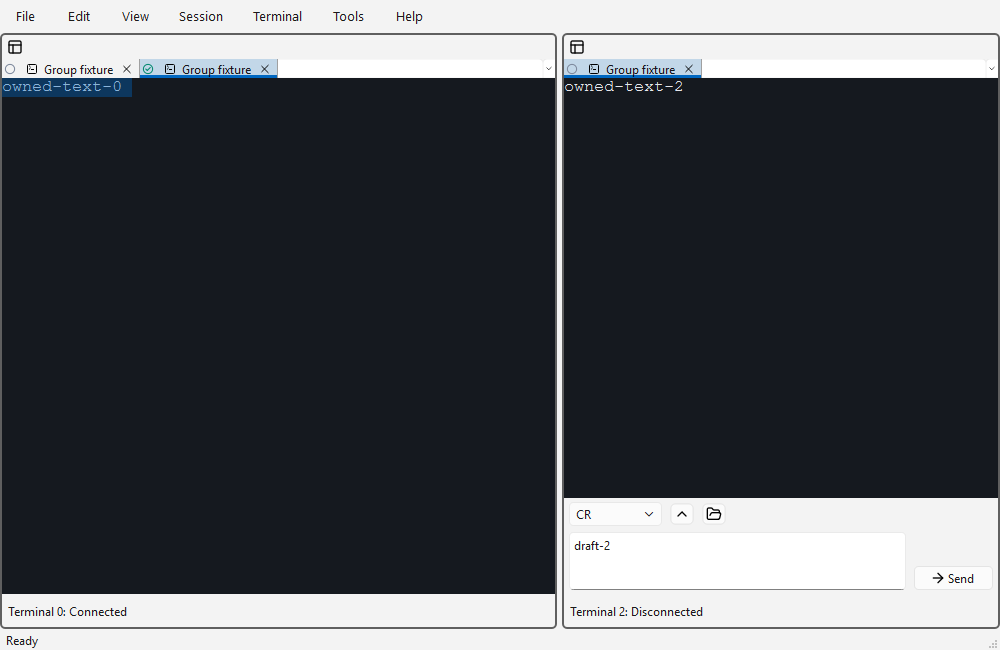 File Edit View Session Terminal Tools Help
Group fixture Group fixture
owned-text-0
Terminal 0: Connected
Group fixture
owned-text-2
CR
draft-2
Send
Terminal 2: Disconnected
Ready